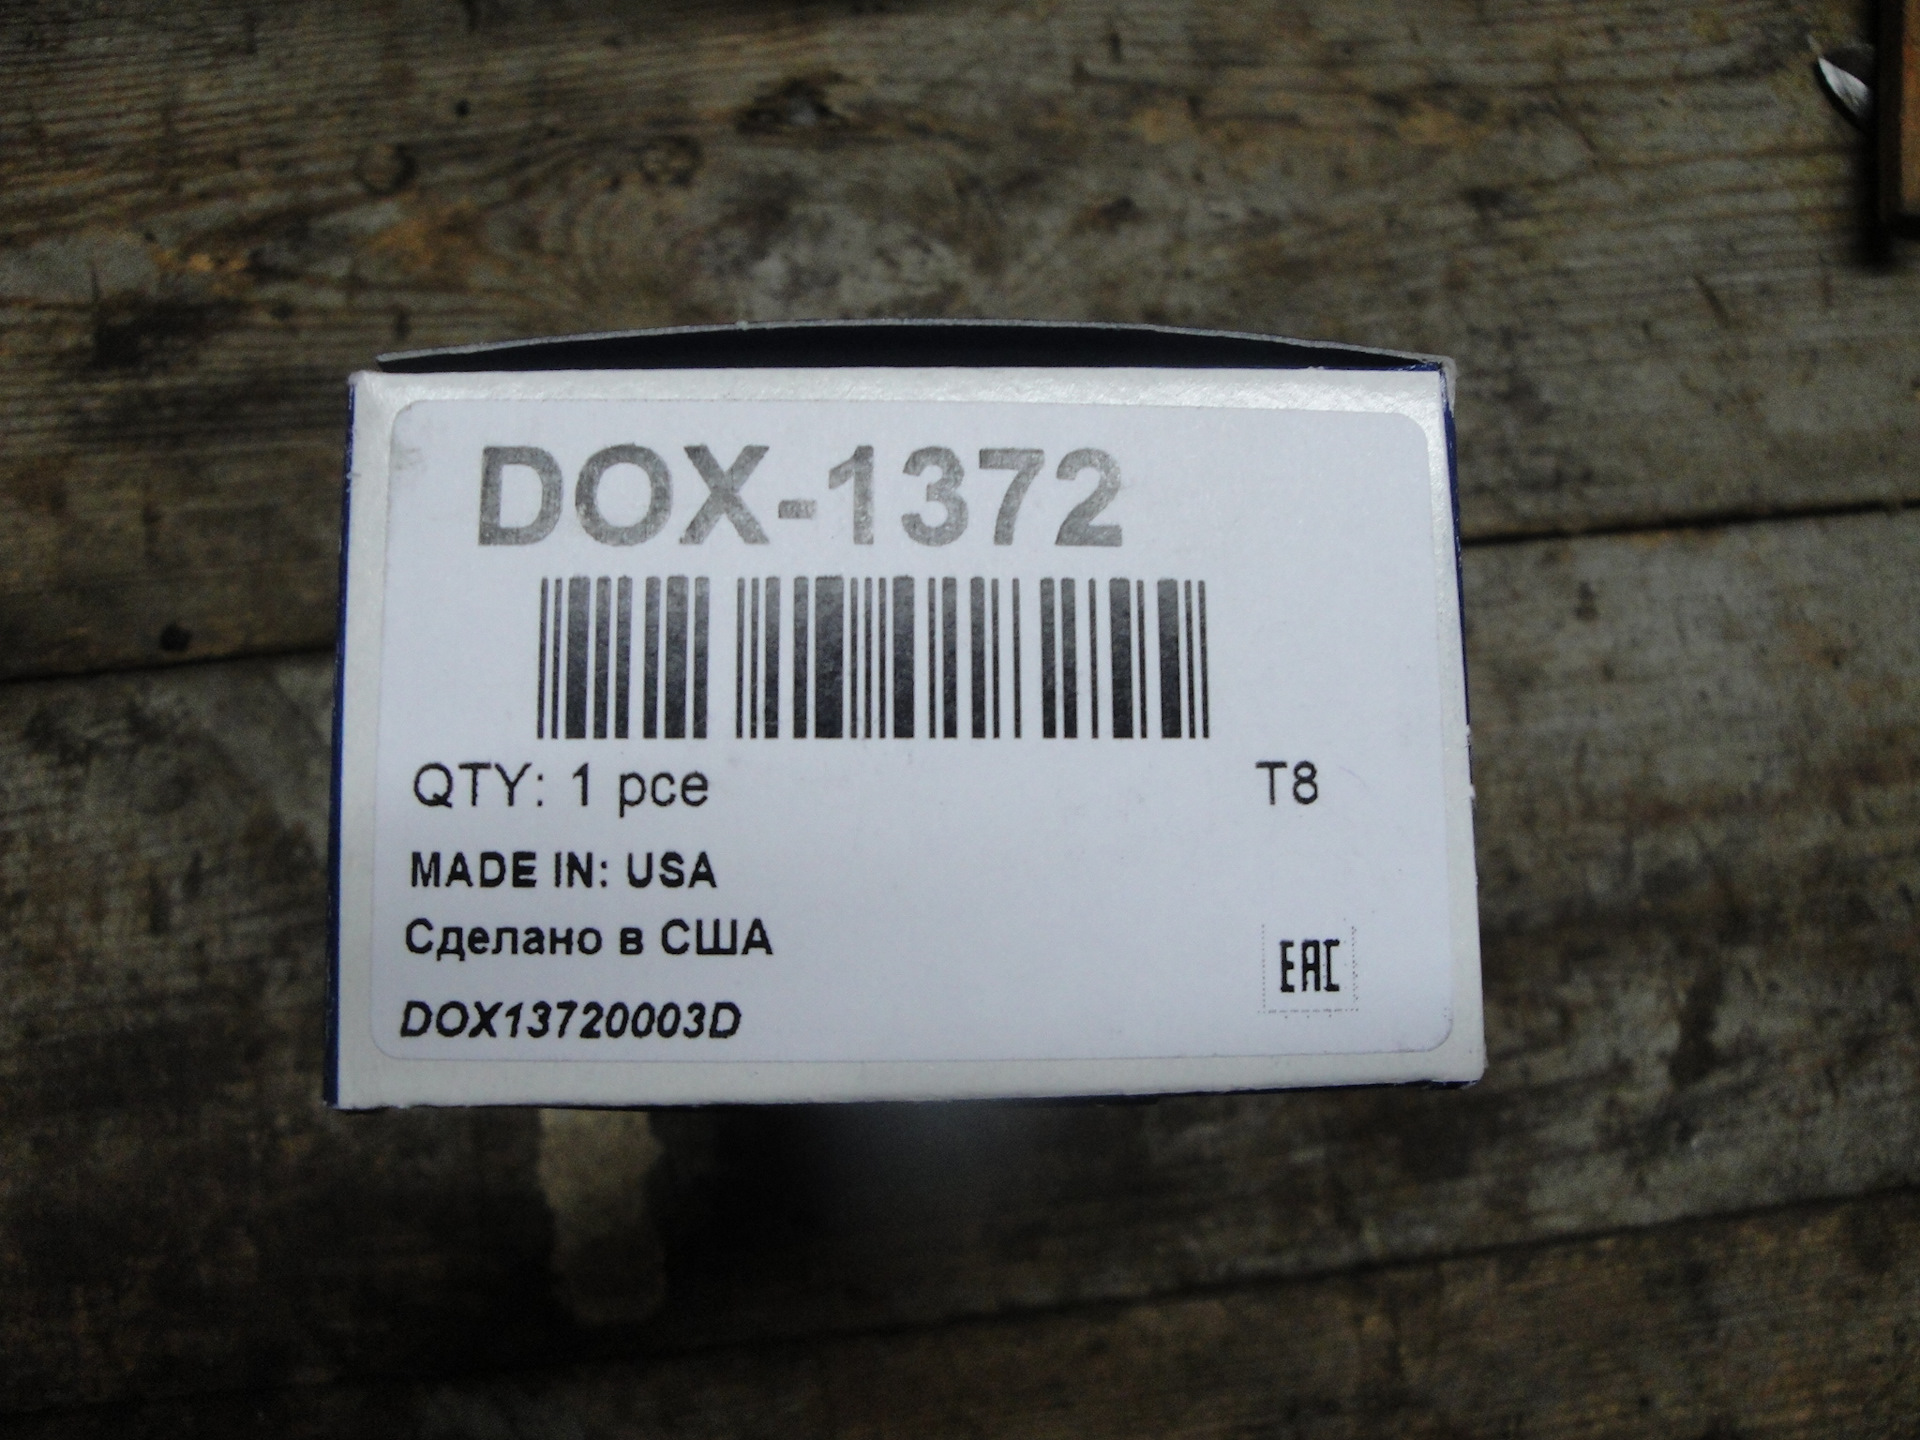 DOX-1372
QTY: 1 pce T8
MADE IN: USA
Сделано в США
EAC
DOX13720003D